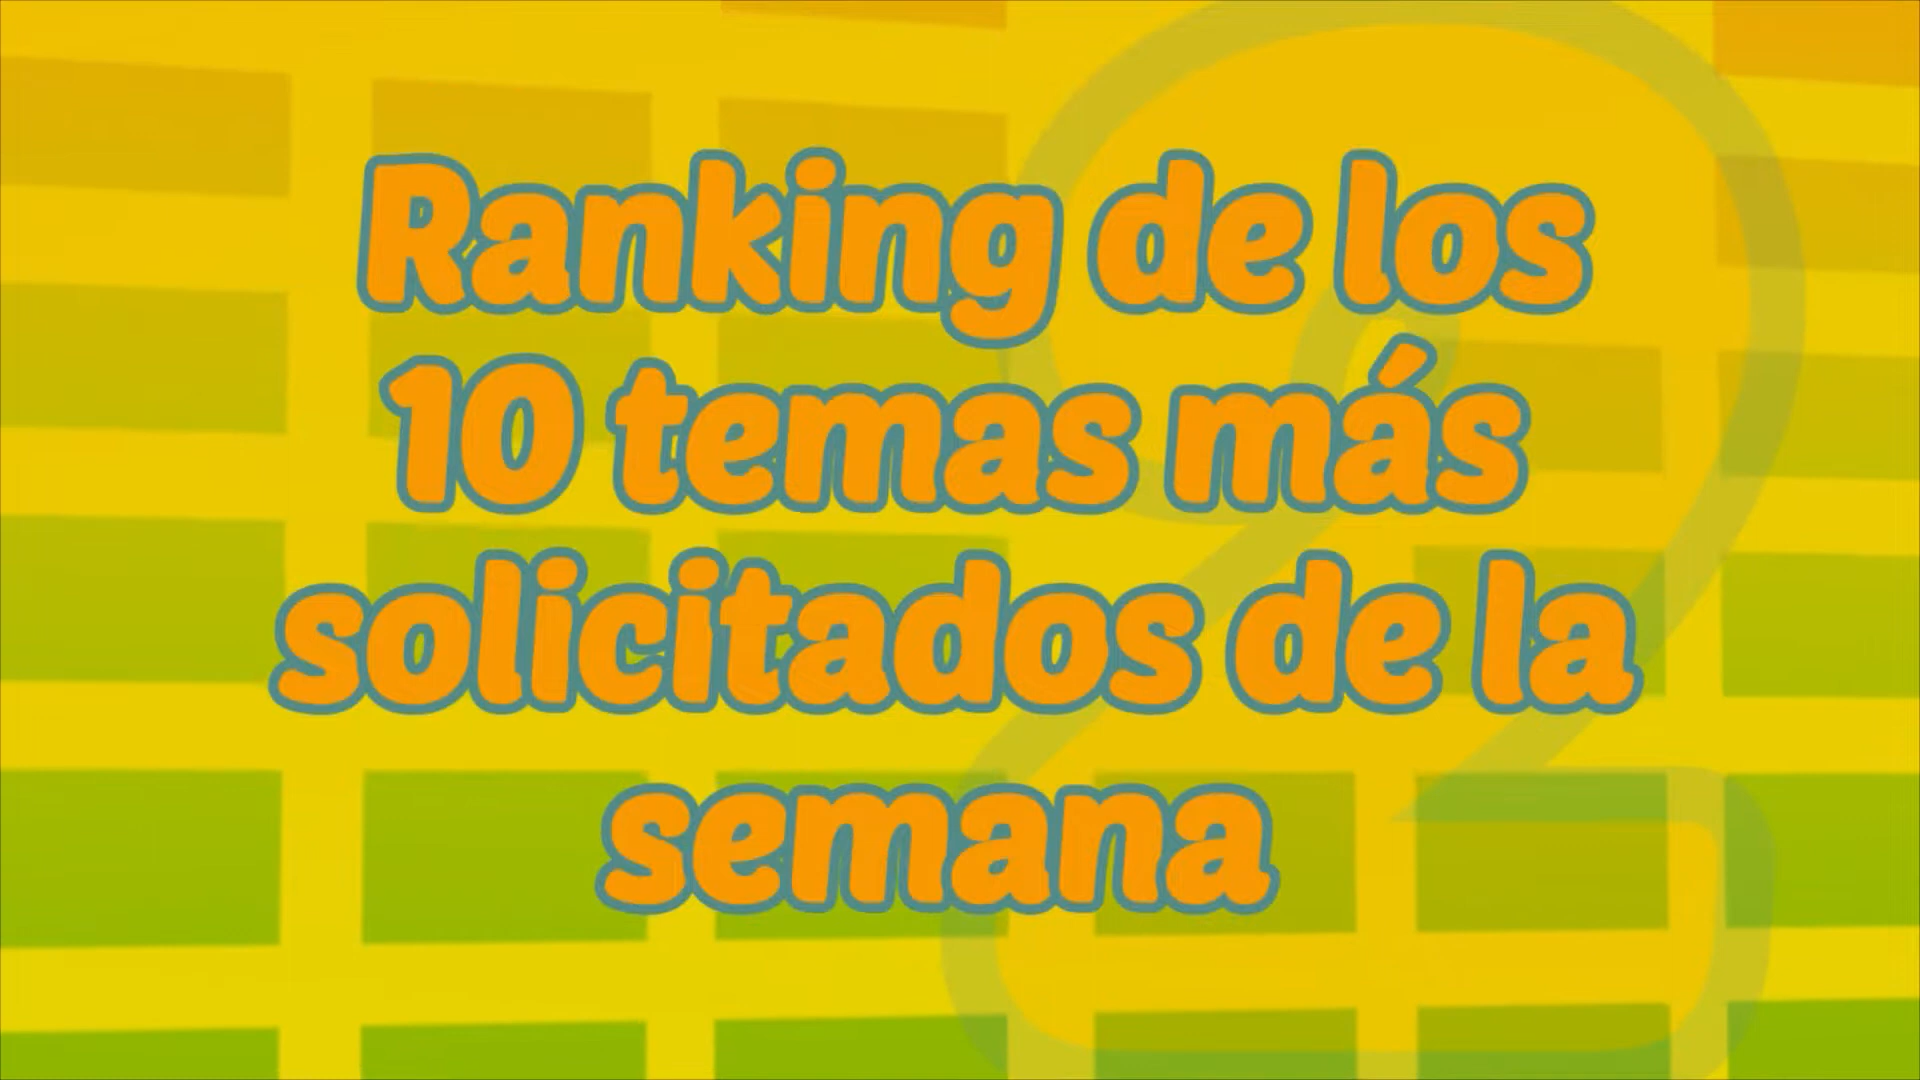 Ranking de los
10 temas más
solicitados de la
semana